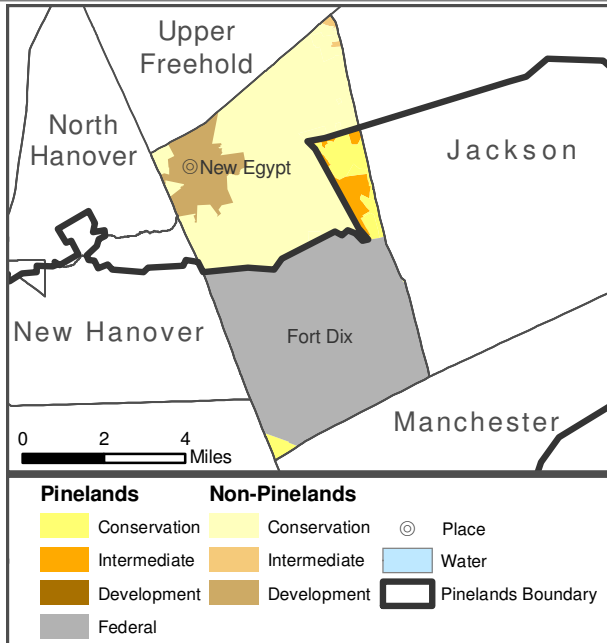 Upper
Freehold
North
Hanover
Jackson
New Egypt
New Hanover
Fort Dix
Manchester
0 2 4
Miles
Pinelands Non-Pinelands
Conservation Conservation Place
Intermediate Intermediate Water
Development Development Pinelands Boundary
Federal